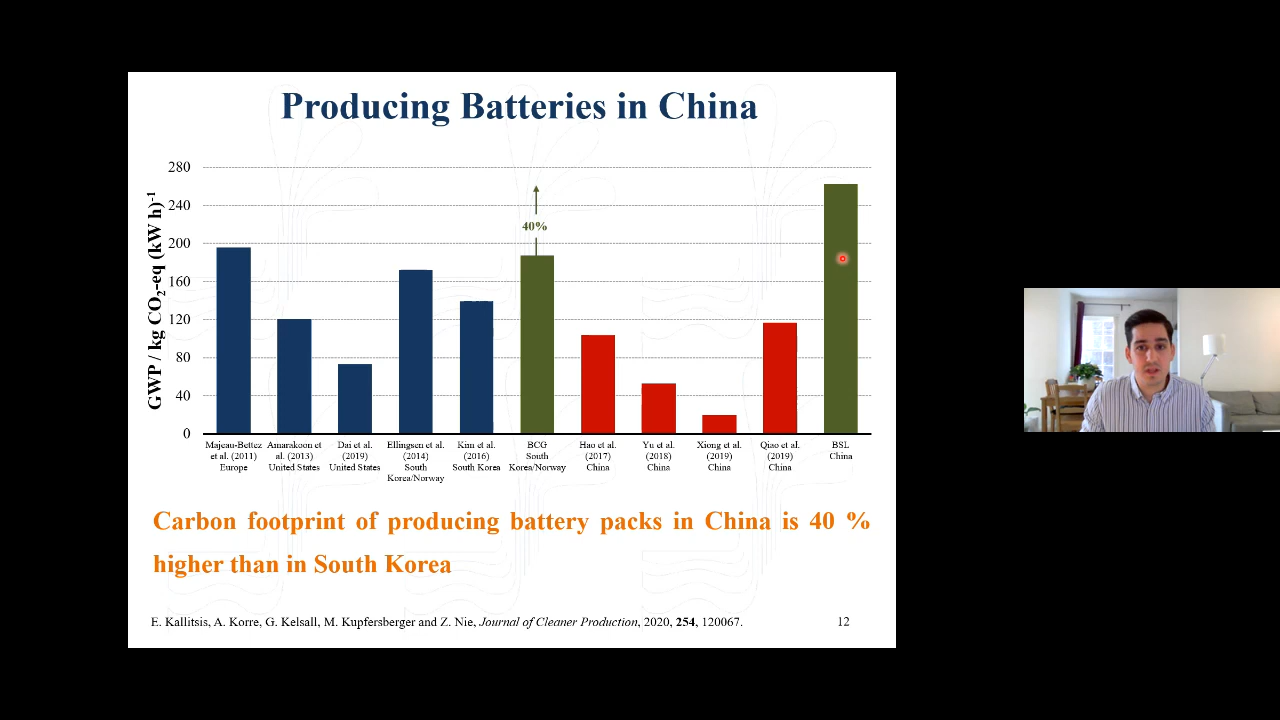 Producing Batteries in China
GWP / kg CO2-eq (kW h)-1
280
240
200
160
120
80
40
0
40%
Majeau-Bettez
et al. (2011)
Europe
Amarakoon et
al. (2013)
United States
Dai et al.
(2019)
United States
Ellingsen et al.
(2014)
South
Korea/Norway
Kim et al.
(2016)
South Korea
BCG
South
Korea/Norway
Hao et al.
(2017)
China
Yu et al.
(2018)
China
Xiong et al.
(2019)
China
Qiao et al.
(2019)
China
BSL
China
Carbon footprint of producing battery packs in China is 40 %
higher than in South Korea
E. Kallitsis, A. Korre, G. Kelsall, M. Kupfersberger and Z. Nie, Journal of Cleaner Production, 2020, 254, 120067.
12